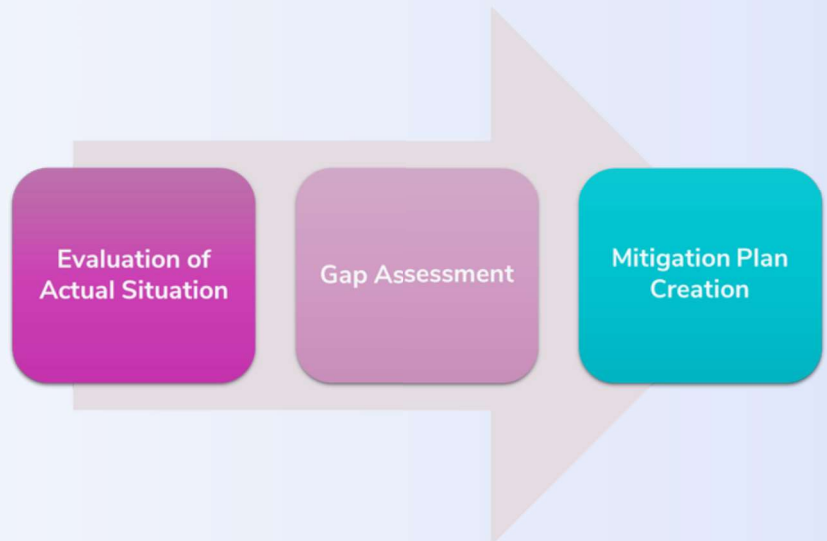 Evaluation of
Actual Situation
Gap Assessment
Mitigation Plan
Creation